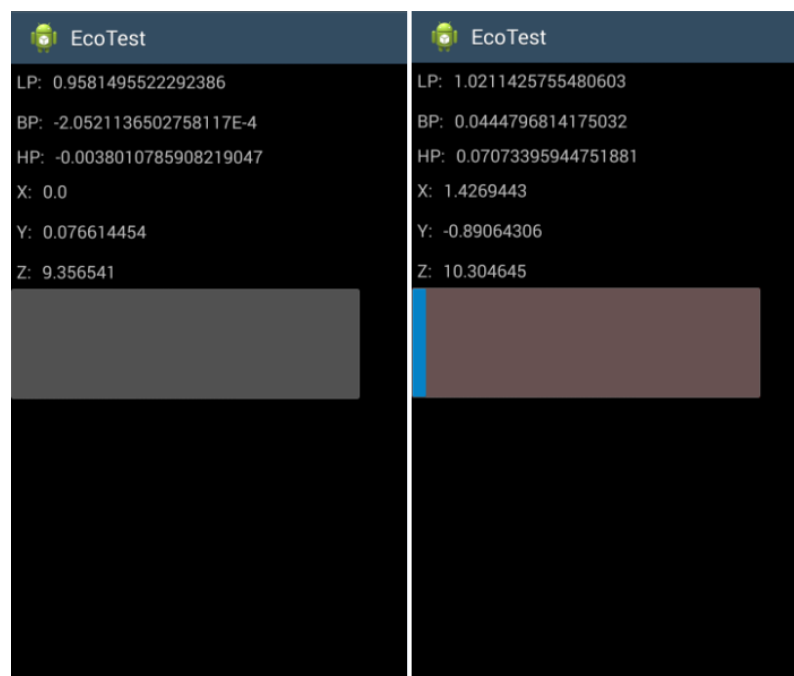 EcoTest
LP: 0.9581495522292386
BP: -2.0521136502758117E-4
HP: -0.0038010785908219047
X: 0.0
Y: 0.076614454
Z: 9.356541
EcoTest
LP: 1.0211425755480603
BP: 0.0444796814175032
HP: 0.07073395944751881
X: 1.4269443
Y: -0.89064306
Z: 10.304645